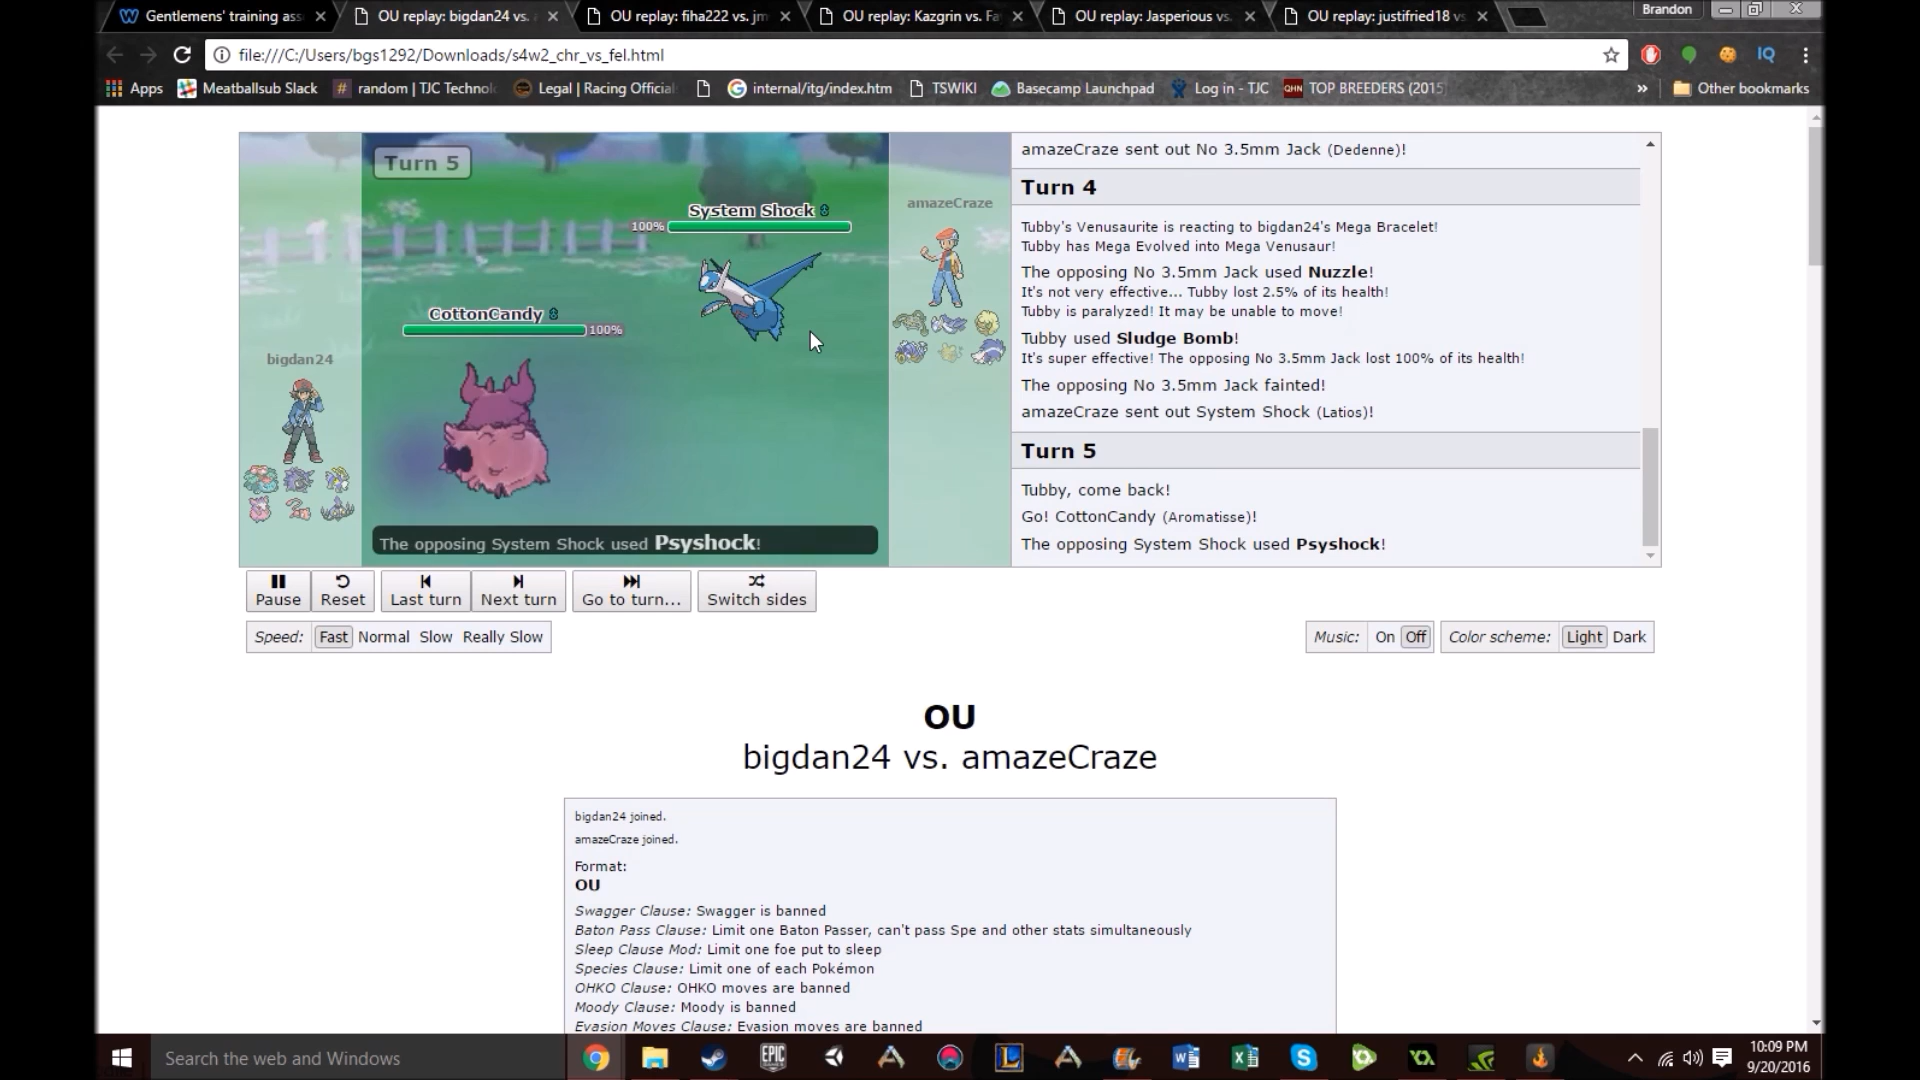 Gentlemens' training ass
OU replay: bigdan24 vs. a
OU replay: fiha222 vs. jm
OU replay: Kazgrin vs. Fa
OU replay: Jasperious vs.
OU replay: justifried18 vs
Brandon
file:///C:/Users/bgs1292/Downloads/s4w2_chr_vs_fel.html
IQ
Apps
Meatballsub Slack
random | TJC Technol
Legal | Racing Official
internal/itg/index.htm
TSWIKI
Basecamp Launchpad
Log in - TJC
QHN TOP BREEDERS (2015)
»
Other bookmarks
Turn 5
System Shock
100%
CottonCandy
100%
bigdan24
amazeCraze
The opposing System Shock used Psyshock!
amazeCraze sent out No 3.5mm Jack (Dedenne)!
Turn 4
Tubby's Venusaurite is reacting to bigdan24's Mega Bracelet!
Tubby has Mega Evolved into Mega Venusaur!
The opposing No 3.5mm Jack used Nuzzle!
It's not very effective... Tubby lost 2.5% of its health!
Tubby is paralyzed! It may be unable to move!
Tubby used Sludge Bomb!
It's super effective! The opposing No 3.5mm Jack lost 100% of its health!
The opposing No 3.5mm Jack fainted!
amazeCraze sent out System Shock (Latios)!
Turn 5
Tubby, come back!
Go! CottonCandy (Aromatisse)!
The opposing System Shock used Psyshock!
Pause
Reset
Last turn
Next turn
Go to turn...
Switch sides
Speed: Fast Normal Slow Really Slow
Music: On Off
Color scheme: Light Dark
OU
bigdan24 vs. amazeCraze
bigdan24 joined.
amazeCraze joined.
Format:
OU
Swagger Clause: Swagger is banned
Baton Pass Clause: Limit one Baton Passer, can't pass Spe and other stats simultaneously
Sleep Clause Mod: Limit one foe put to sleep
Species Clause: Limit one of each Pokémon
OHKO Clause: OHKO moves are banned
Moody Clause: Moody is banned
Evasion Moves Clause: Evasion moves are banned
Search the web and Windows
EPIC GAMES
10:09 PM
9/20/2016